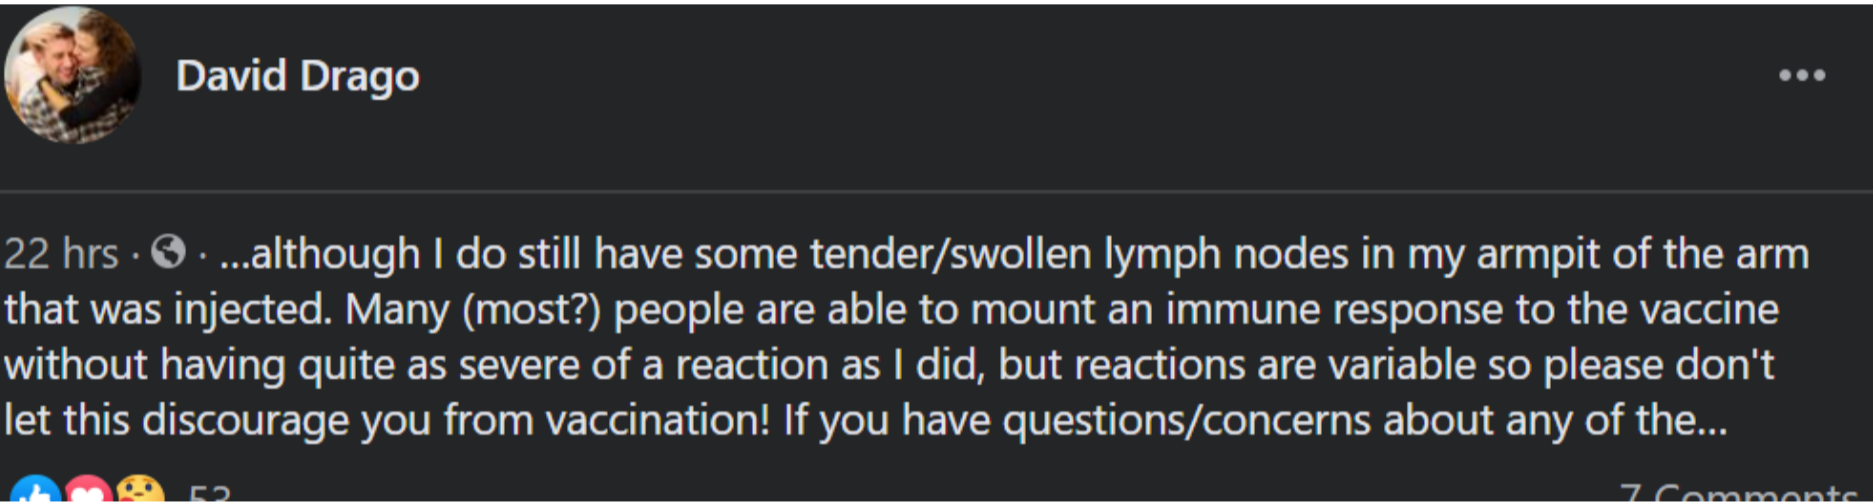 David Drago
22 hrs · · ...although I do still have some tender/swollen lymph nodes in my armpit of the arm
that was injected. Many (most?) people are able to mount an immune response to the vaccine
without having quite as severe of a reaction as I did, but reactions are variable so please don't
let this discourage you from vaccination! If you have questions/concerns about any of the...
53 7 Comments